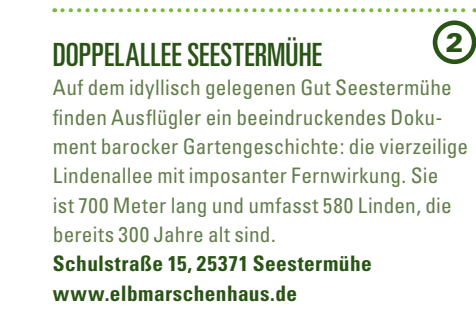 DOPPELALLEE SEESTERMÜHE 2
Auf dem idyllisch gelegenen Gut Seestermühe
finden Ausflügler ein beeindruckendes Doku-
ment barocker Gartengeschichte: die vierzeilige
Lindenallee mit imposanter Fernwirkung. Sie
ist 700 Meter lang und umfasst 580 Linden, die
bereits 300 Jahre alt sind.
Schulstraße 15, 25371 Seestermühe
www.elbmarschenhaus.de